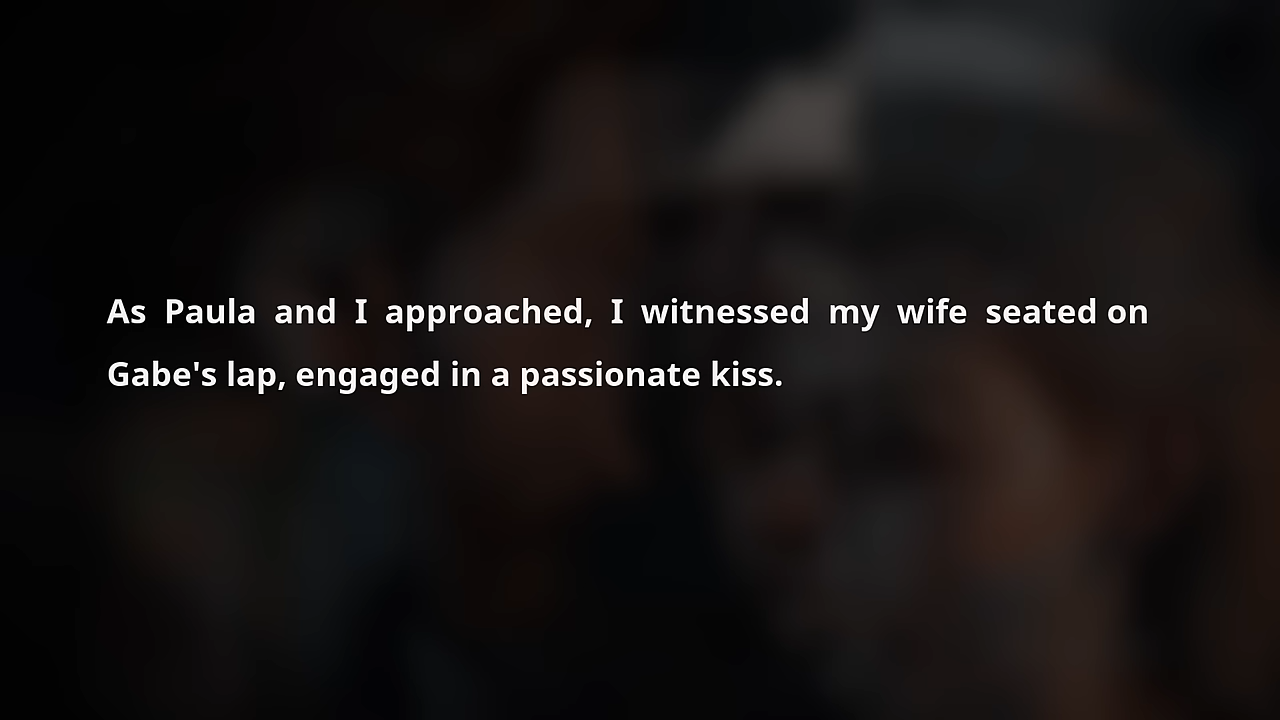 As Paula and I approached, I witnessed my wife seated on
Gabe's lap, engaged in a passionate kiss.